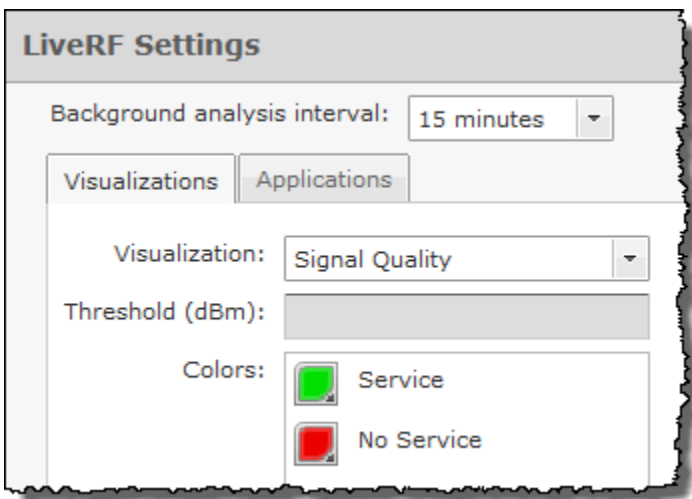 LiveRF Settings
Background analysis interval: 15 minutes
Visualizations Applications
Visualization: Signal Quality
Threshold (dBm):
Colors: Service
No Service